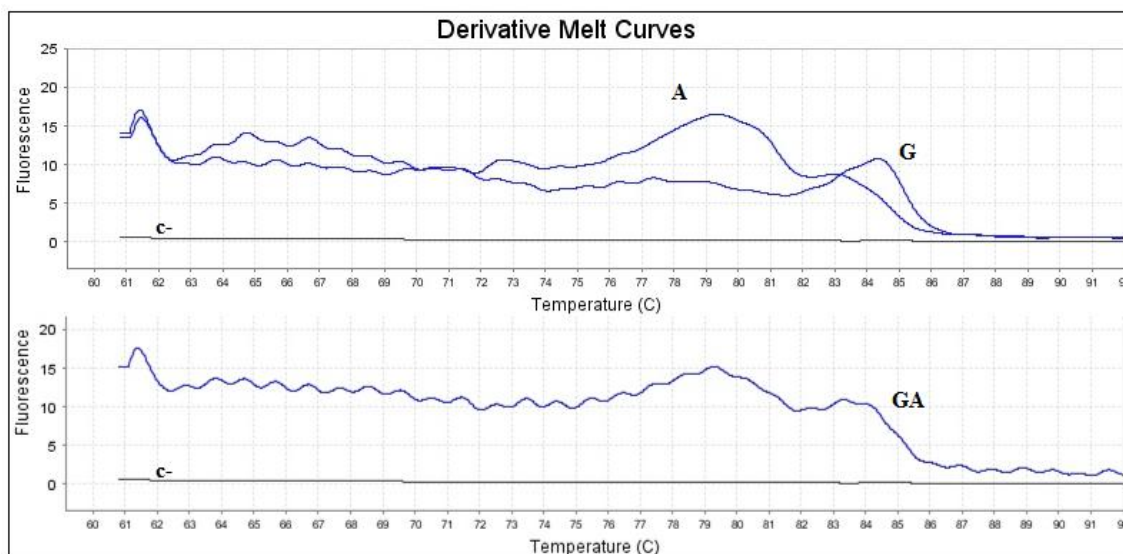 Derivative Melt Curves
25
20
15
10
5
0
Fluorescence
A
G
c-
60 61 62 63 64 65 66 67 68 69 70 71 72 73 74 75 76 77 78 79 80 81 82 83 84 85 86 87 88 89 90 91
Temperature (C)
20
15
10
5
0
Fluorescence
GA
c-
60 61 62 63 64 65 66 67 68 69 70 71 72 73 74 75 76 77 78 79 80 81 82 83 84 85 86 87 88 89 90 91
Temperature (C)